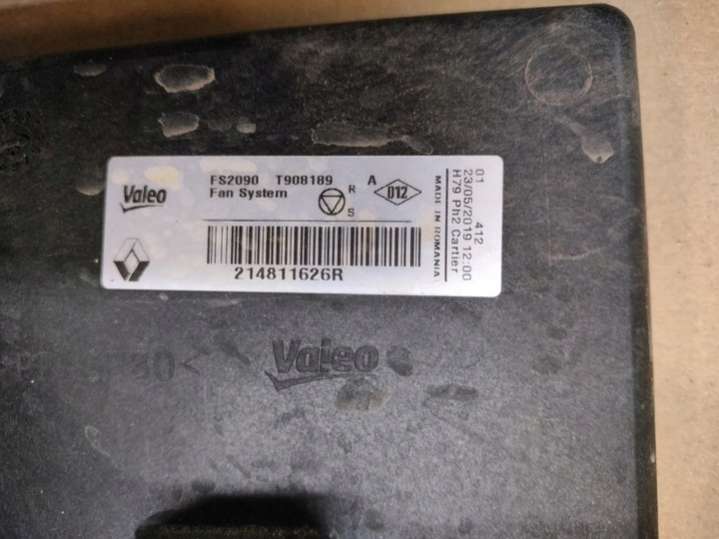 Valeo
FS2090 T908189
Fan System
R
S
A
D12
214811626R
MADE IN ROMANIA
01 412
23/05/2019 12:00
H79 Ph2 Cartier
Valeo